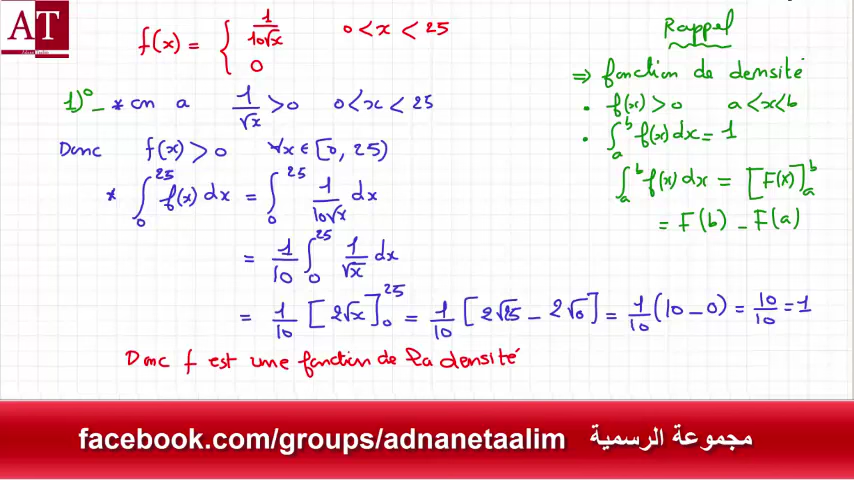 AT
f(x) = { 1/(10√x) 0 < x < 25
0
1)° - * on a 1/√x > 0 0 < x < 25
Donc f(x) > 0 ∀x ∈ [0, 25)
* ∫₀²⁵ f(x) dx = ∫₀²⁵ 1/(10√x) dx
= 1/10 ∫₀²⁵ 1/√x dx
= 1/10 [2√x]₀²⁵ = 1/10 [2√25 - 2√0] = 1/10 (10 - 0) = 10/10 = 1
Donc f est une fonction de la densité
Rappel
⇒ fonction de densité
• f(x) > 0 a < x < b
• ∫ₐᵇ f(x) dx = 1
∫ₐᵇ f(x) dx = [F(x)]ₐᵇ
= F(b) - F(a)
facebook.com/groups/adnanetaalim مجموعة الرسمية